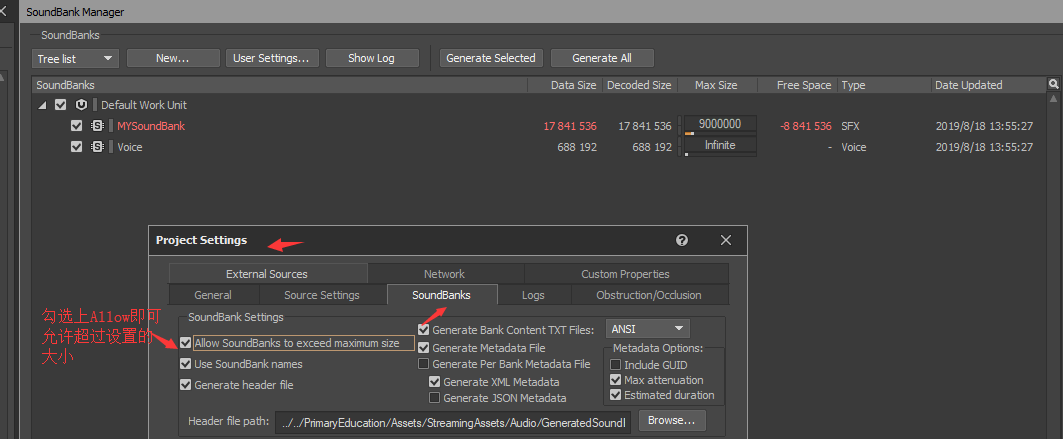 SoundBank Manager
SoundBanks
Tree list
New...
User Settings...
Show Log
Generate Selected
Generate All
SoundBanks Data Size Decoded Size Max Size Free Space Type Date Updated
Default Work Unit
MYSoundBank 17 841 536 17 841 536 9000000 -8 841 536 SFX 2019/8/18 13:55:27
Voice 688 192 688 192 Infinite - Voice 2019/8/18 13:55:27
Project Settings
External Sources Network Custom Properties
General Source Settings SoundBanks Logs Obstruction/Occlusion
勾选上Allow即可
允许超过设置的
大小
SoundBank Settings
Allow SoundBanks to exceed maximum size
Use SoundBank names
Generate header file
Generate Bank Content TXT Files: ANSI
Generate Metadata File
Generate Per Bank Metadata File
Generate XML Metadata
Generate JSON Metadata
Metadata Options:
Include GUID
Max attenuation
Estimated duration
Header file path: ../../PrimaryEducation/Assets/StreamingAssets/Audio/GeneratedSound Browse...